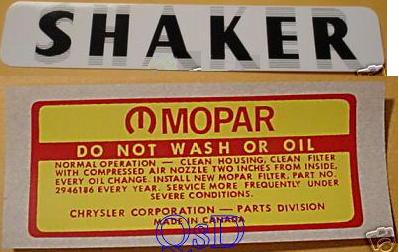 SHAKER
MOPAR
DO NOT WASH OR OIL
NORMAL OPERATION — CLEAN HOUSING, CLEAN FILTER
WITH COMPRESSED AIR NOZZLE TWO INCHES FROM INSIDE,
EVERY OIL CHANGE. INSTALL NEW MOPAR FILTER, PART NO.
2946186 EVERY YEAR. SERVICE MORE FREQUENTLY UNDER
SEVERE CONDITIONS.
CHRYSLER CORPORATION — PARTS DIVISION
MADE IN CANADA
QsD